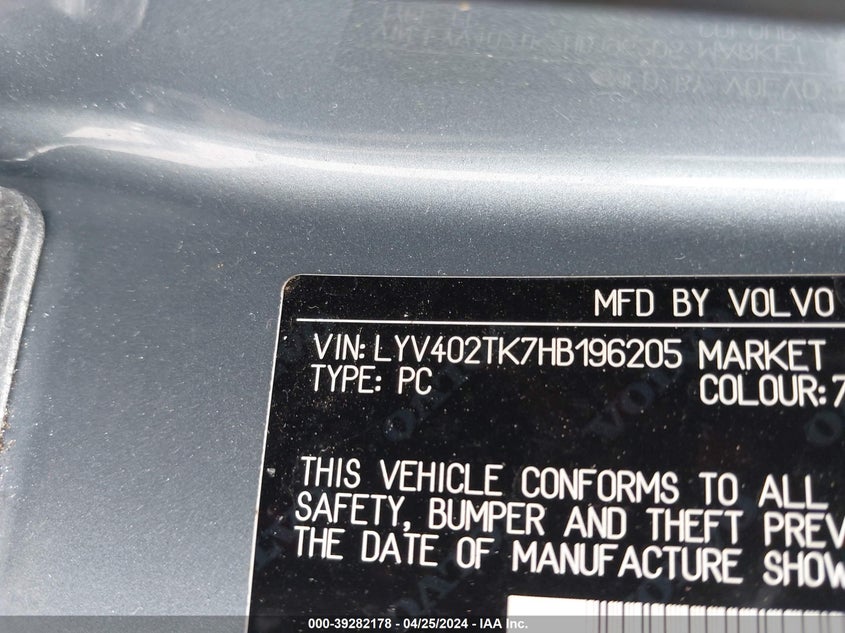 MFD BY VOLVO
VIN: LYV402TK7HB196205 MARKET
TYPE: PC COLOUR:7
THIS VEHICLE CONFORMS TO ALL
SAFETY, BUMPER AND THEFT PREV
THE DATE OF MANUFACTURE SHOW
000-39282178 - 04/25/2024 - IAA Inc.